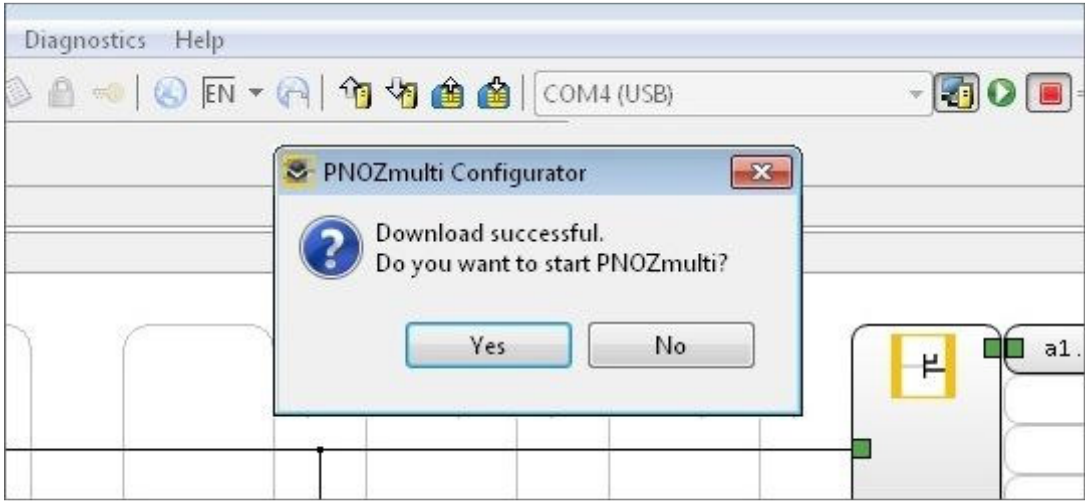 Diagnostics Help
EN COM4 (USB)
PNOZmulti Configurator
Download successful.
Do you want to start PNOZmulti?
Yes No
a1.